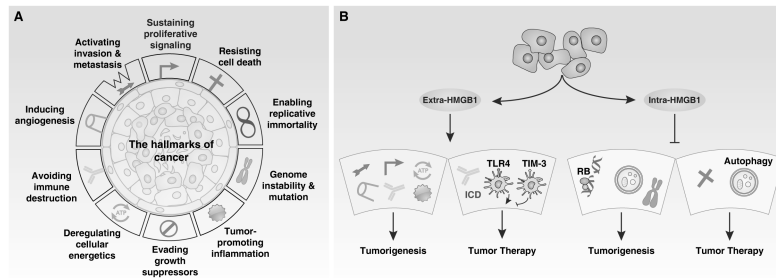 A
Sustaining
proliferative
signaling
Resisting
cell death
Enabling
replicative
immortality
Genome
instability &
mutation
Tumor-
promoting
inflammation
Evading
growth
suppressors
Deregulating
cellular
energetics
ATP
Avoiding
immune
destruction
Inducing
angiogenesis
Activating
invasion &
metastasis
The hallmarks of
cancer
B
Extra-HMGB1
Intra-HMGB1
ATP
TLR4
TIM-3
ICD
RB
Autophagy
Tumorigenesis
Tumor Therapy
Tumorigenesis
Tumor Therapy